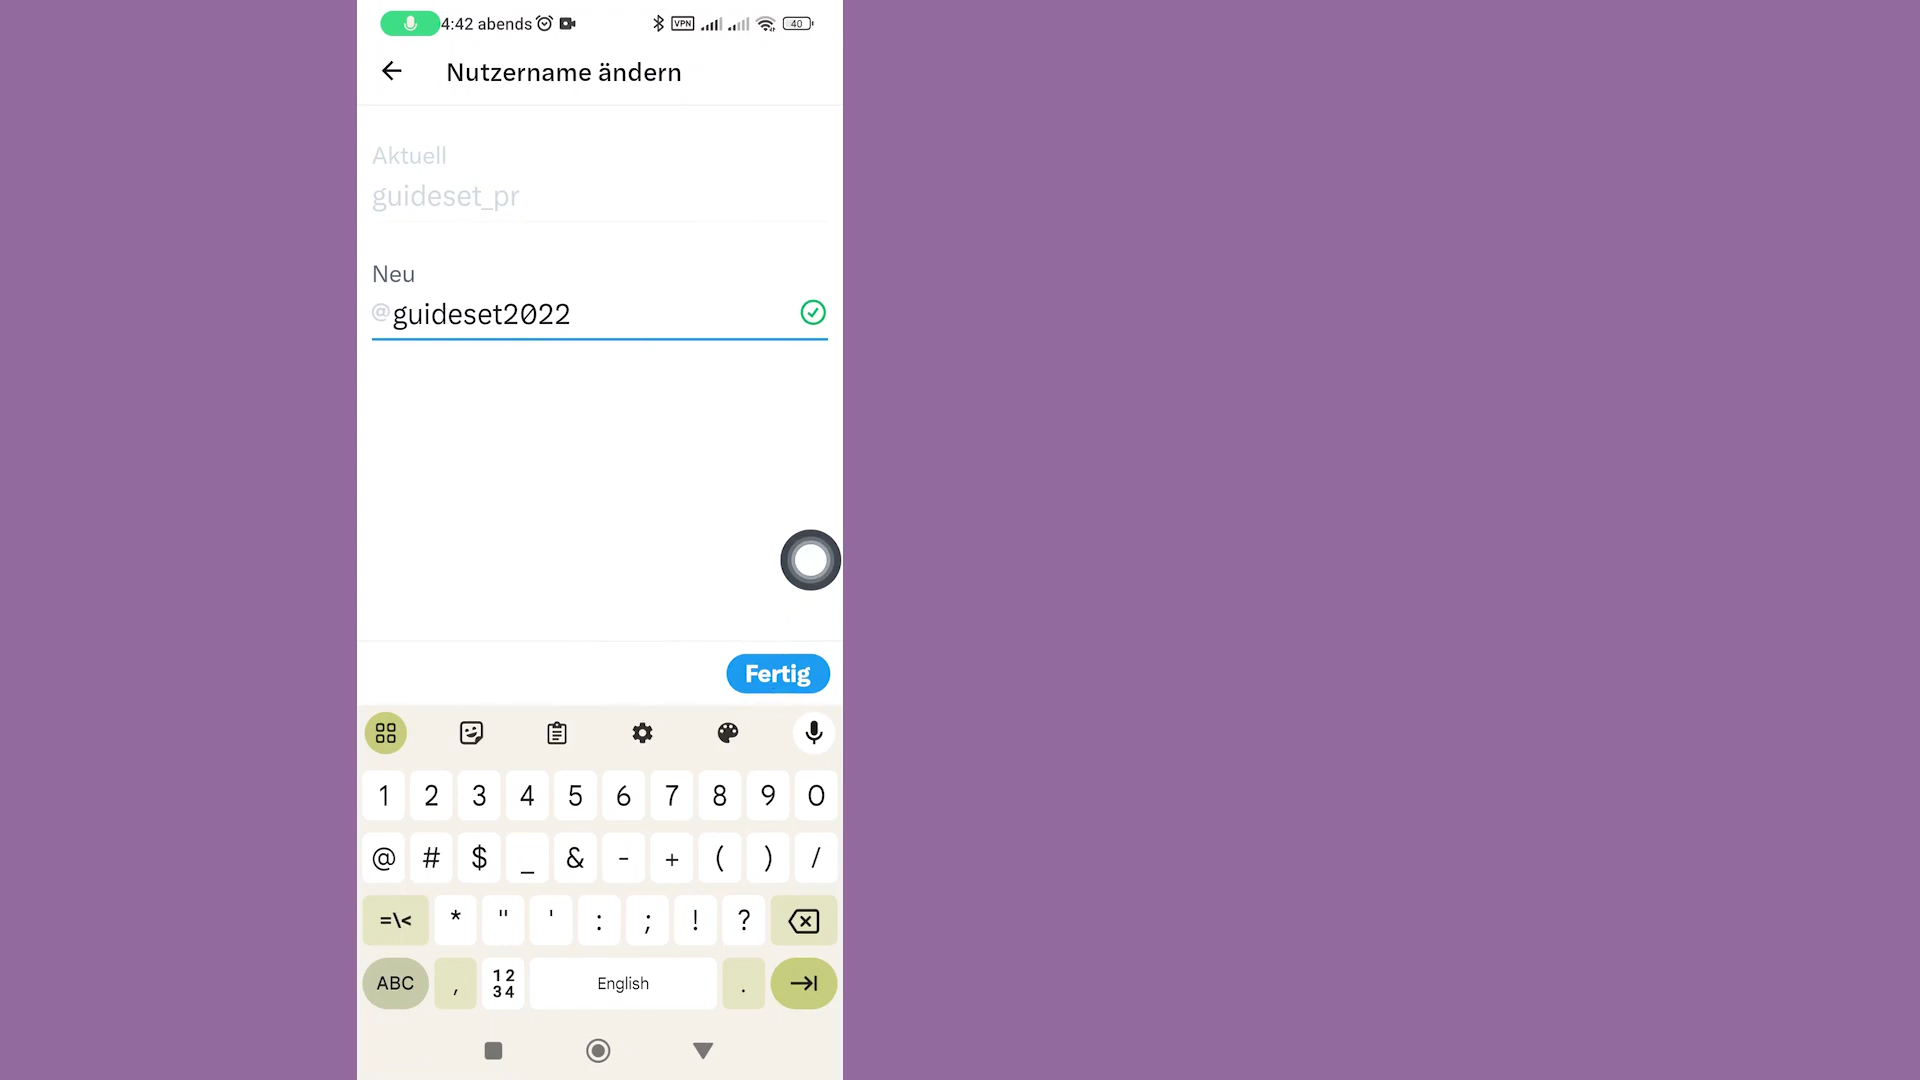 4:42 abends VPN 40
Nutzername ändern
Aktuell
guideset_pr
Neu
@guideset2022
Fertig
1 2 3 4 5 6 7 8 9 0
@ # $ _ & - + ( ) /
=\< * " ' : ; ! ?
ABC , 12 34 English .